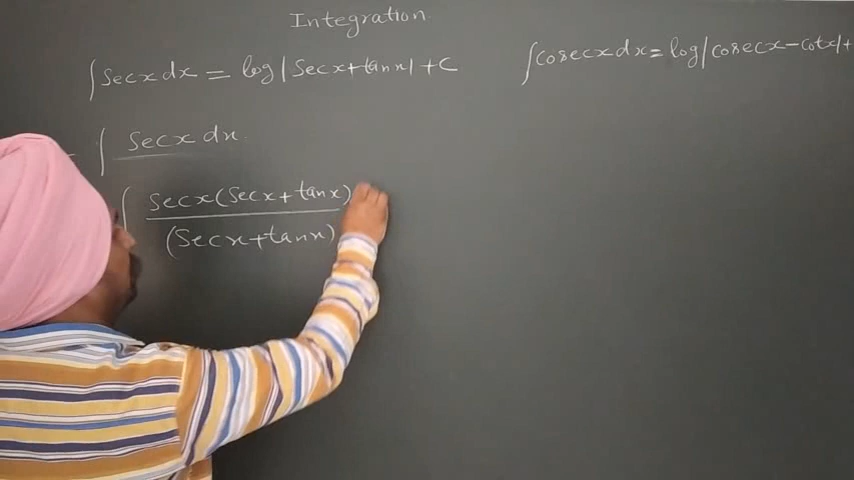 Integration
∫ Secx dx = log |Secx+tanx| + C
∫ Cosecx dx = log |Cosecx - Cotx| +
∫ Secx dx
∫ Secx(Secx + tanx)
(Secx + tanx)